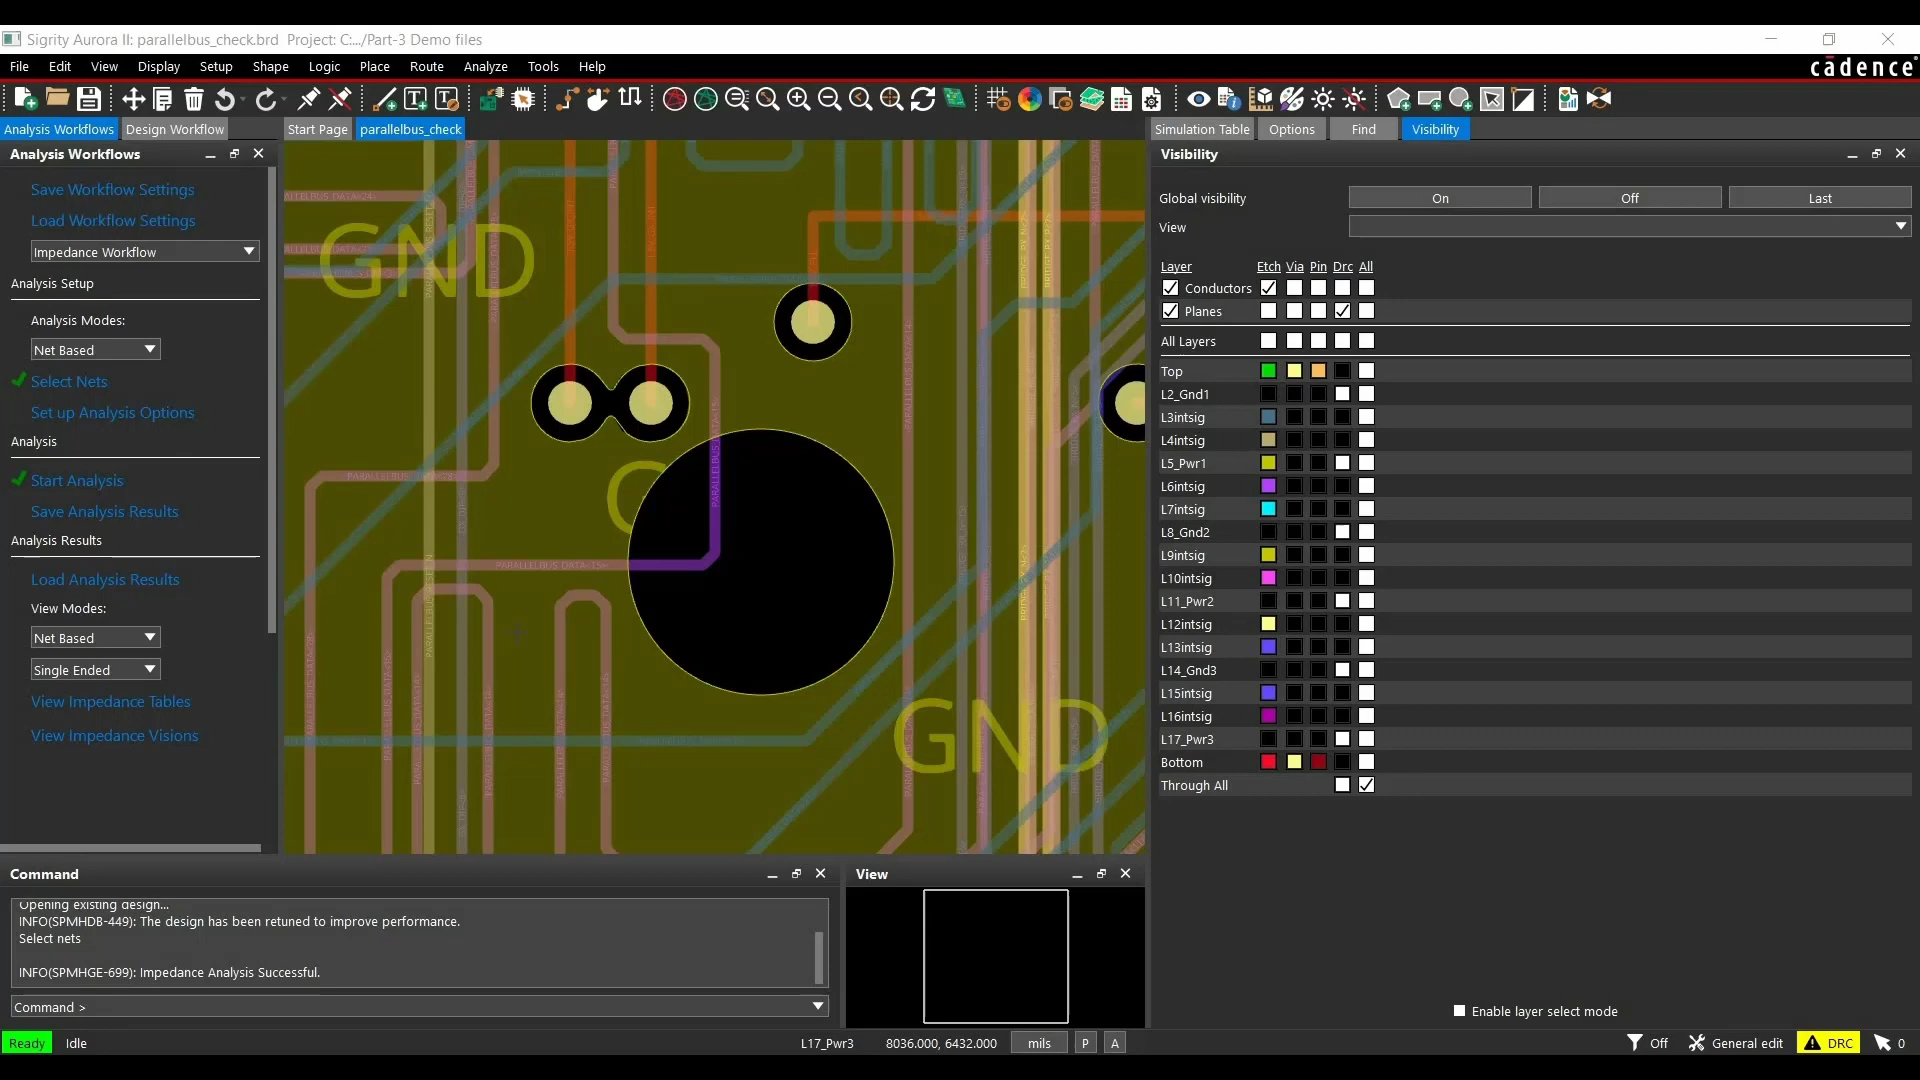 Sigrity Aurora II: parallelbus_check.brd  Project: C:.../Part-3 Demo files
File Edit View Display Setup Shape Logic Place Route Analyze Tools Help
cādence
Analysis Workflows Design Workflow Start Page parallelbus_check Simulation Table Options Find Visibility
Analysis Workflows
Save Workflow Settings
Load Workflow Settings
Impedance Workflow
Analysis Setup
Analysis Modes:
Net Based
Select Nets
Set up Analysis Options
Analysis
Start Analysis
Save Analysis Results
Analysis Results
Load Analysis Results
View Modes:
Net Based
Single Ended
View Impedance Tables
View Impedance Visions
GND
PARALLELBUS_DATA<15>
GND
Visibility
Global visibility On Off Last
View
Layer Etch Via Pin Drc All
Conductors
Planes
All Layers
Top
L2_Gnd1
L3intsig
L4intsig
L5_Pwr1
L6intsig
L7intsig
L8_Gnd2
L9intsig
L10intsig
L11_Pwr2
L12intsig
L13intsig
L14_Gnd3
L15intsig
L16intsig
L17_Pwr3
Bottom
Through All
Enable layer select mode
Command
Opening existing design...
INFO(SPMHDB-449): The design has been retuned to improve performance.
Select nets
INFO(SPMHGE-699): Impedance Analysis Successful.
Command >
View
Ready Idle L17_Pwr3 8036.000, 6432.000 mils P A Off General edit DRC 0